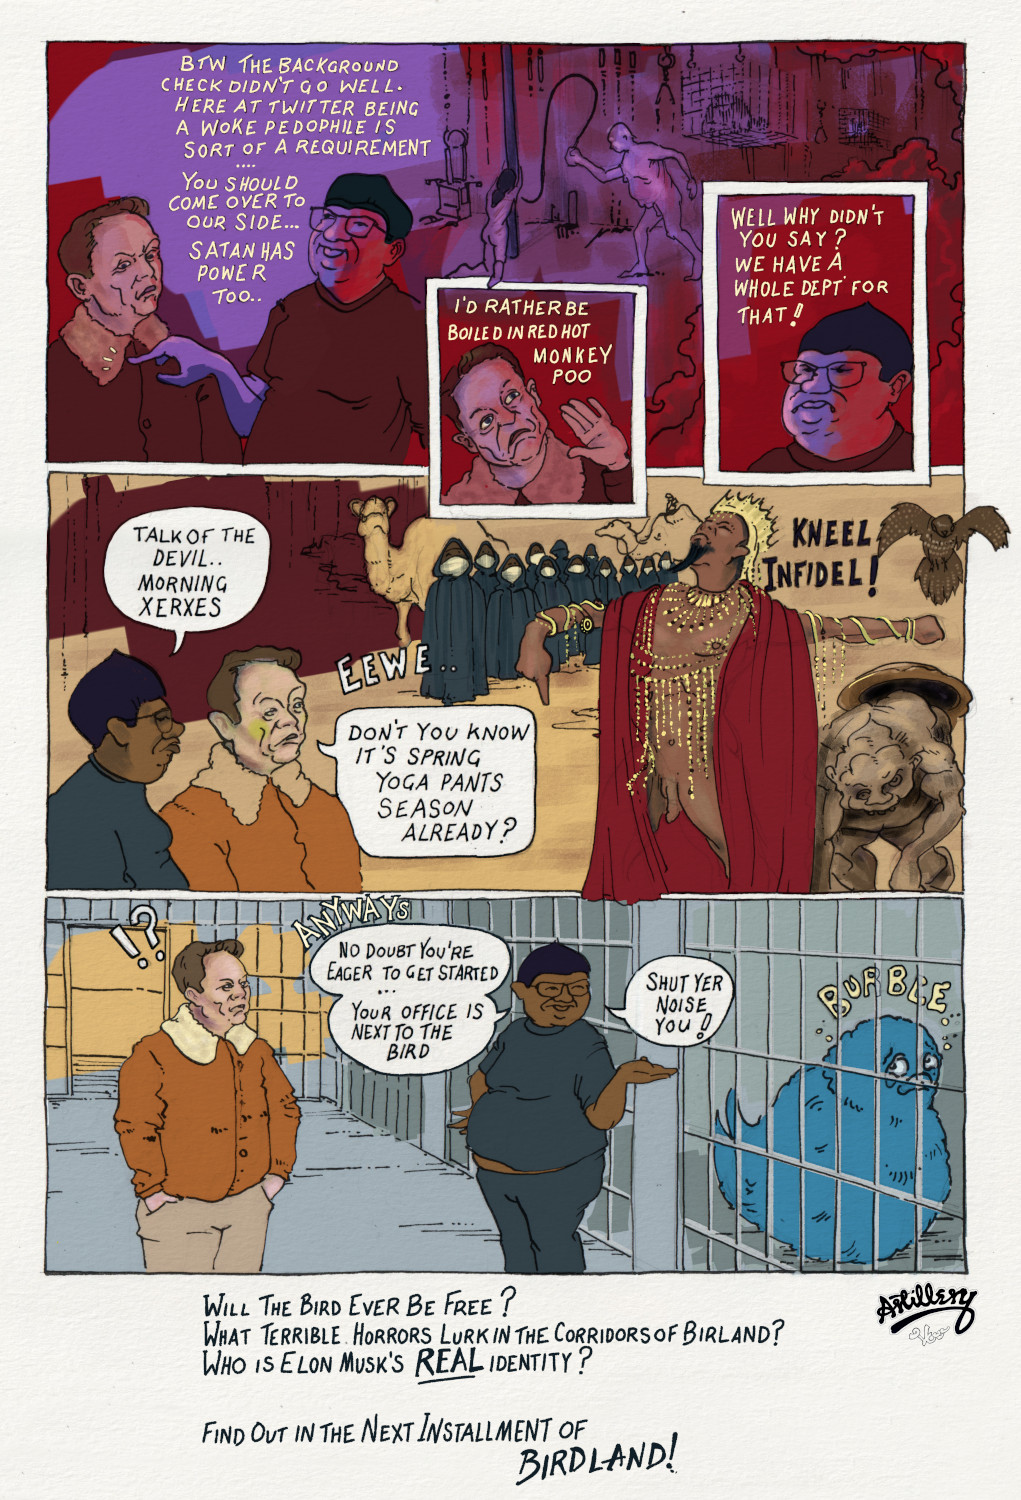 BTW THE BACKGROUND
CHECK DIDN'T GO WELL.
HERE AT TWITTER BEING
A WOKE PEDOPHILE IS
SORT OF A REQUIREMENT
....
YOU SHOULD
COME OVER TO
OUR SIDE...
SATAN HAS
POWER
TOO..
I'D RATHER BE
BOILED IN RED HOT
MONKEY
POO
WELL WHY DIDN'T
YOU SAY?
WE HAVE A
WHOLE DEPT' FOR
THAT!
TALK OF THE
DEVIL..
MORNING
XERXES
EEWE..
DON'T YOU KNOW
IT'S SPRING
YOGA PANTS
SEASON
ALREADY?
KNEEL
INFIDEL!
!?
ANYWAYS
NO DOUBT YOU'RE
EAGER TO GET STARTED
...
YOUR OFFICE IS
NEXT TO THE
BIRD
SHUT YER
NOISE
YOU!
BURBLE
WILL THE BIRD EVER BE FREE?
WHAT TERRIBLE HORRORS LURK IN THE CORRIDORS OF BIRLAND?
WHO IS ELON MUSK'S REAL IDENTITY?
Artillery
FIND OUT IN THE NEXT INSTALLMENT OF
BIRDLAND!